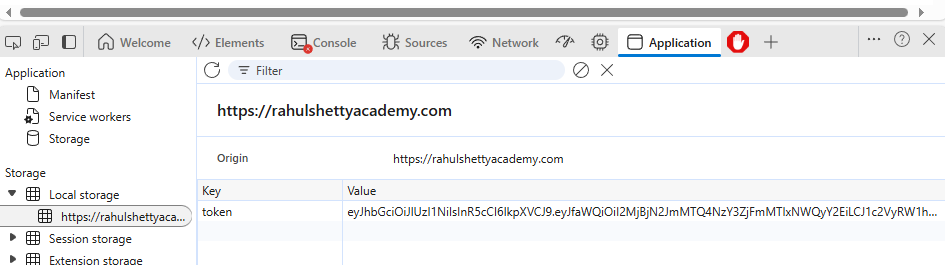 Welcome Elements Console Sources Network Application
Application
Filter
Manifest
https://rahulshettyacademy.com
Service workers
Storage
Origin https://rahulshettyacademy.com
Storage
Key Value
Local storage
https://rahulshettyaca...
token eyJhbGciOiJIUzI1NiIsInR5cCI6IkpXVCJ9.eyJfaWQiOiI2MjBjN2JmMTQ4NzY3ZjFmMTIxNWQyY2EiLCJ1c2VyRW1h...
Session storage
Extension storage